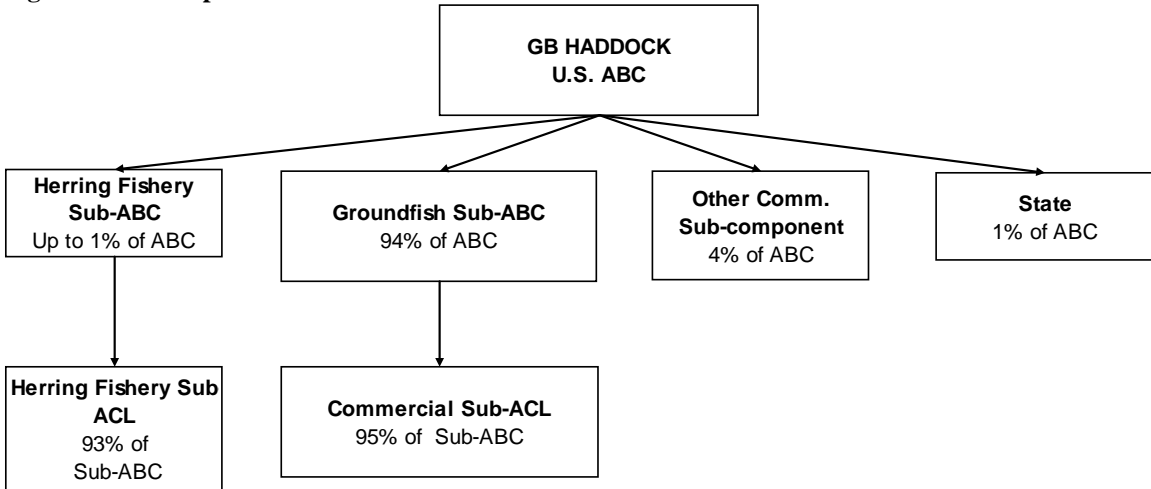 GB HADDOCK
U.S. ABC
Herring Fishery
Sub-ABC
Up to 1% of ABC
Groundfish Sub-ABC
94% of ABC
Other Comm.
Sub-component
4% of ABC
State
1% of ABC
Herring Fishery Sub
ACL
93% of
Sub-ABC
Commercial Sub-ACL
95% of Sub-ABC